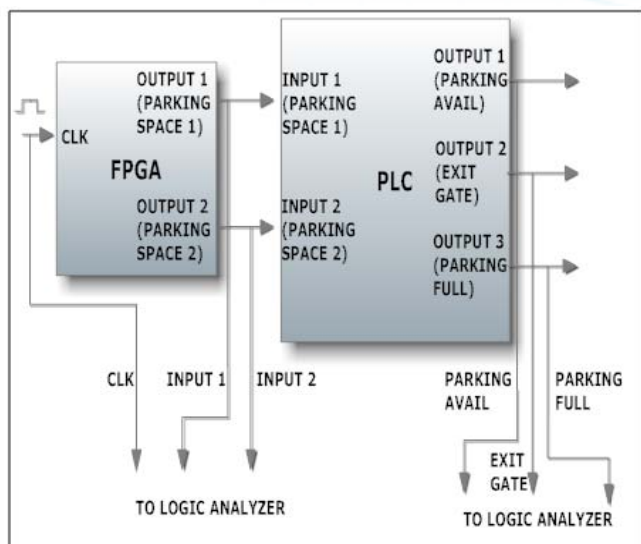 OUTPUT 1
(PARKING
SPACE 1)
CLK
FPGA
OUTPUT 2
(PARKING
SPACE 2)
INPUT 1
(PARKING
SPACE 1)
INPUT 2
(PARKING
SPACE 2)
PLC
OUTPUT 1
(PARKING
AVAIL)
OUTPUT 2
(EXIT
GATE)
OUTPUT 3
(PARKING
FULL)
CLK
INPUT 1
INPUT 2
PARKING
AVAIL
PARKING
FULL
EXIT
GATE
TO LOGIC ANALYZER
TO LOGIC ANALYZER